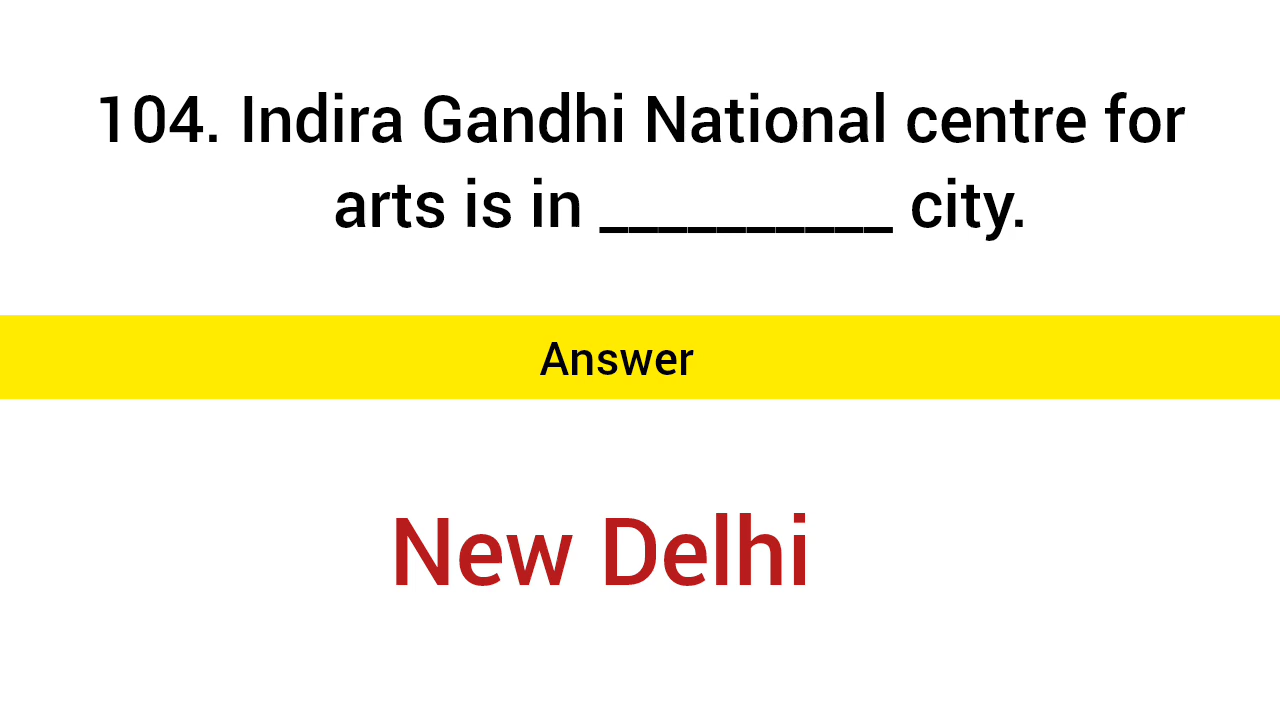 104. Indira Gandhi National centre for
arts is in __________ city.
Answer
New Delhi